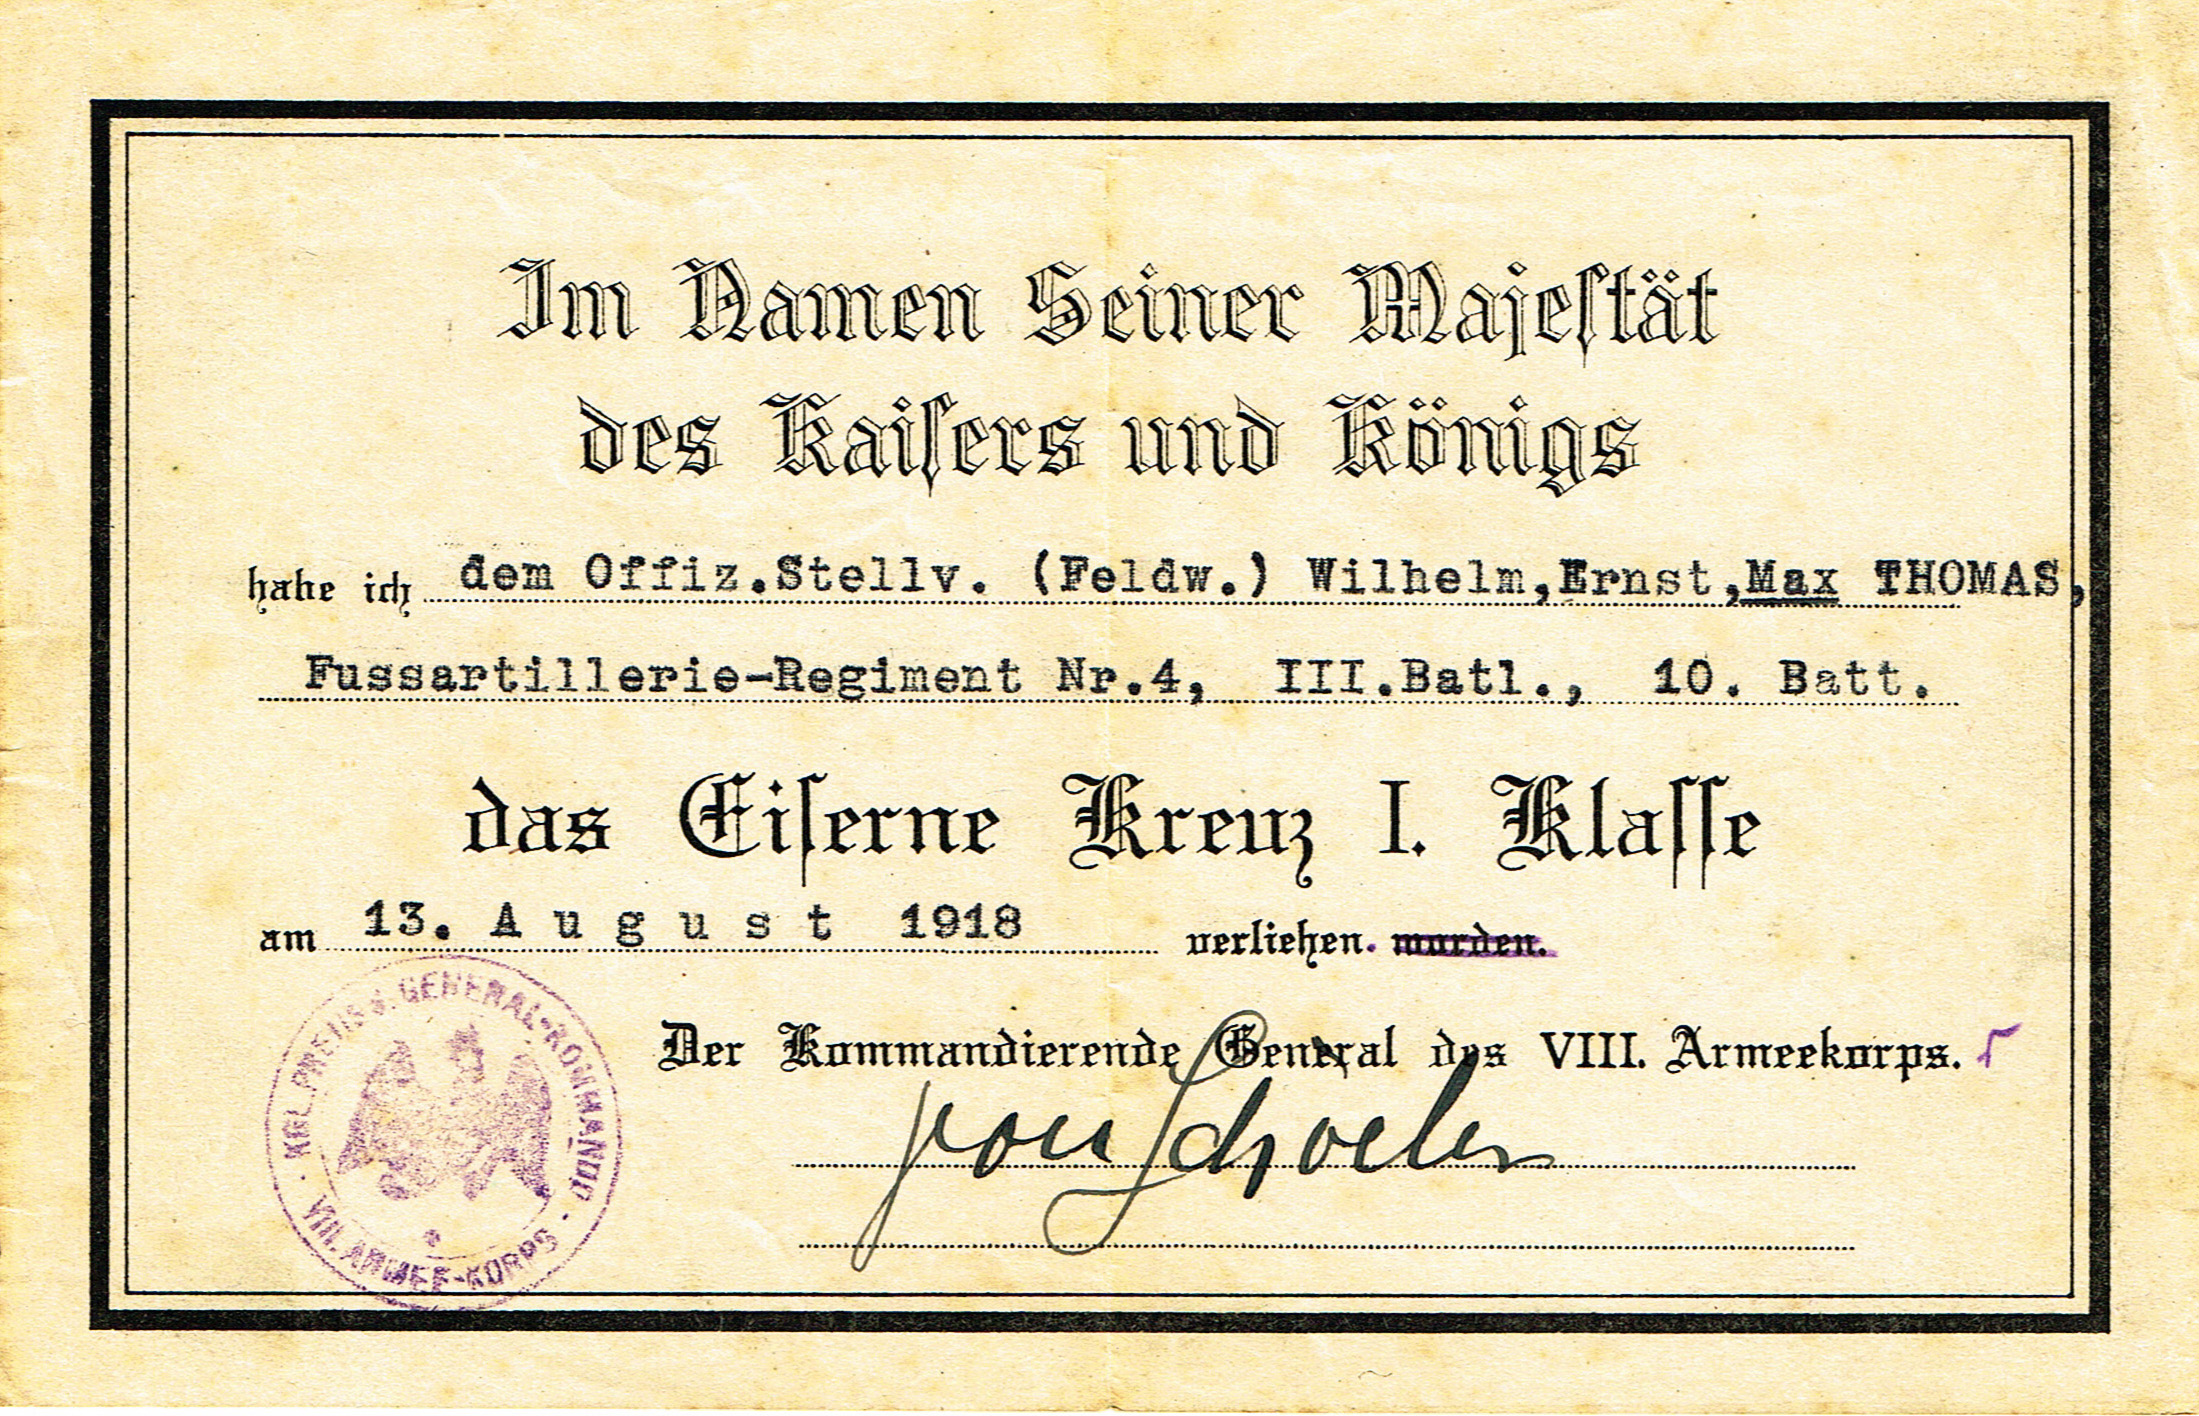 Im Namen Seiner Majestät
des Kaisers und Königs
habe ich dem Offiz.Stellv. (Feldw.) Wilhelm,Ernst,Max THOMAS,
Fussartillerie-Regiment Nr.4, III.Batl., 10. Batt.
das Eiserne Kreuz I. Klasse
am 13. August 1918 verliehen. worden.
Der Kommandierende General des VIII. Armeekorps.
von Schoeler
KGL.PREUSS. GENERAL-KOMMANDO
VIII. ARMEE-KORPS